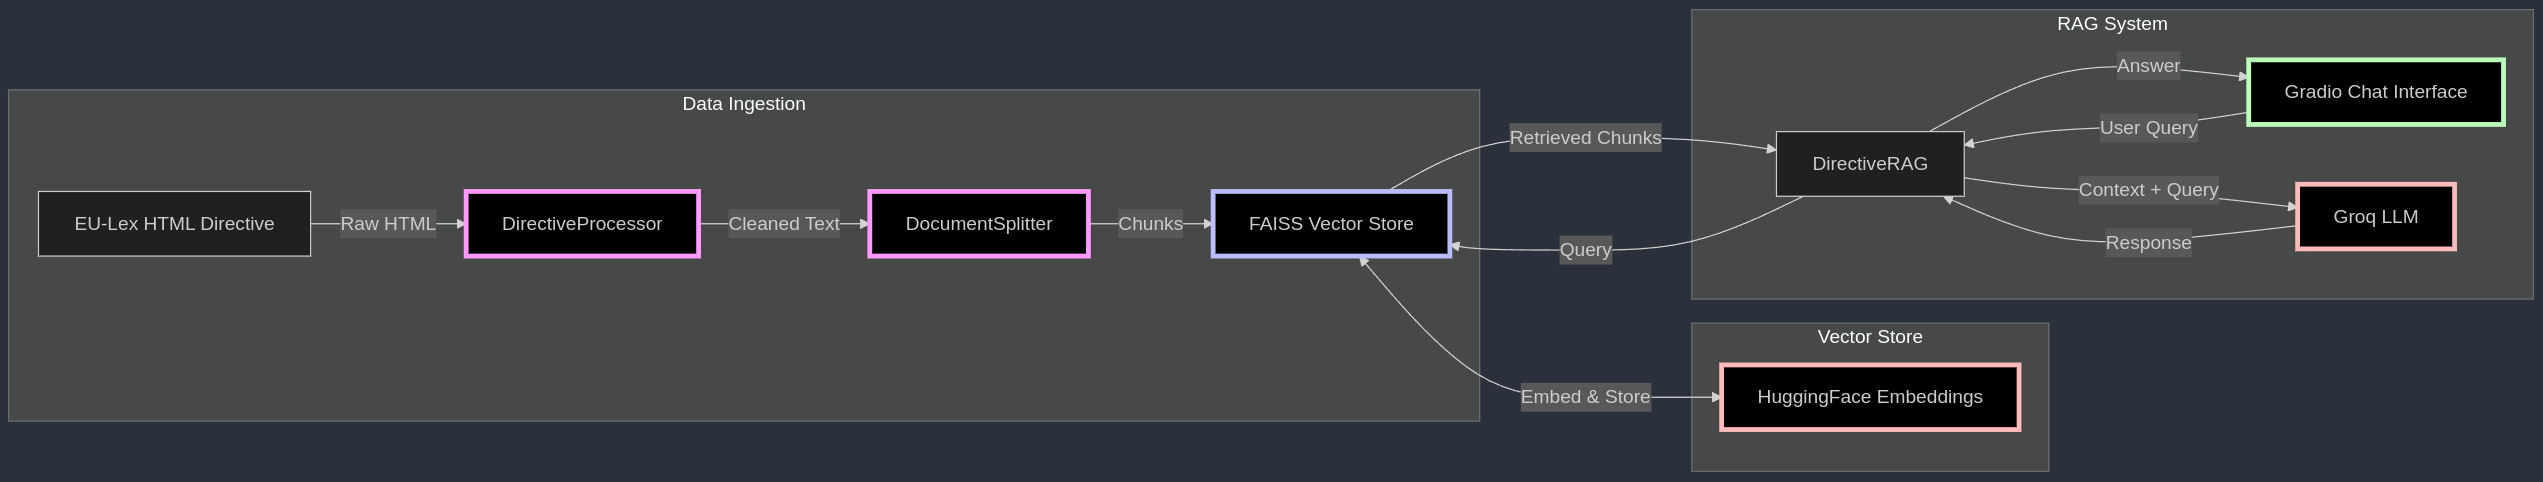 Data Ingestion
EU-Lex HTML Directive
Raw HTML
DirectiveProcessor
Cleaned Text
DocumentSplitter
Chunks
FAISS Vector Store
Retrieved Chunks
Query
Embed & Store
RAG System
DirectiveRAG
Answer
User Query
Context + Query
Response
Gradio Chat Interface
Groq LLM
Vector Store
HuggingFace Embeddings